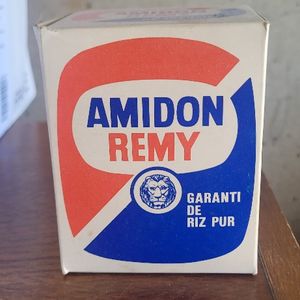 AMIDON
REMY
GARANTI
DE
RIZ PUR